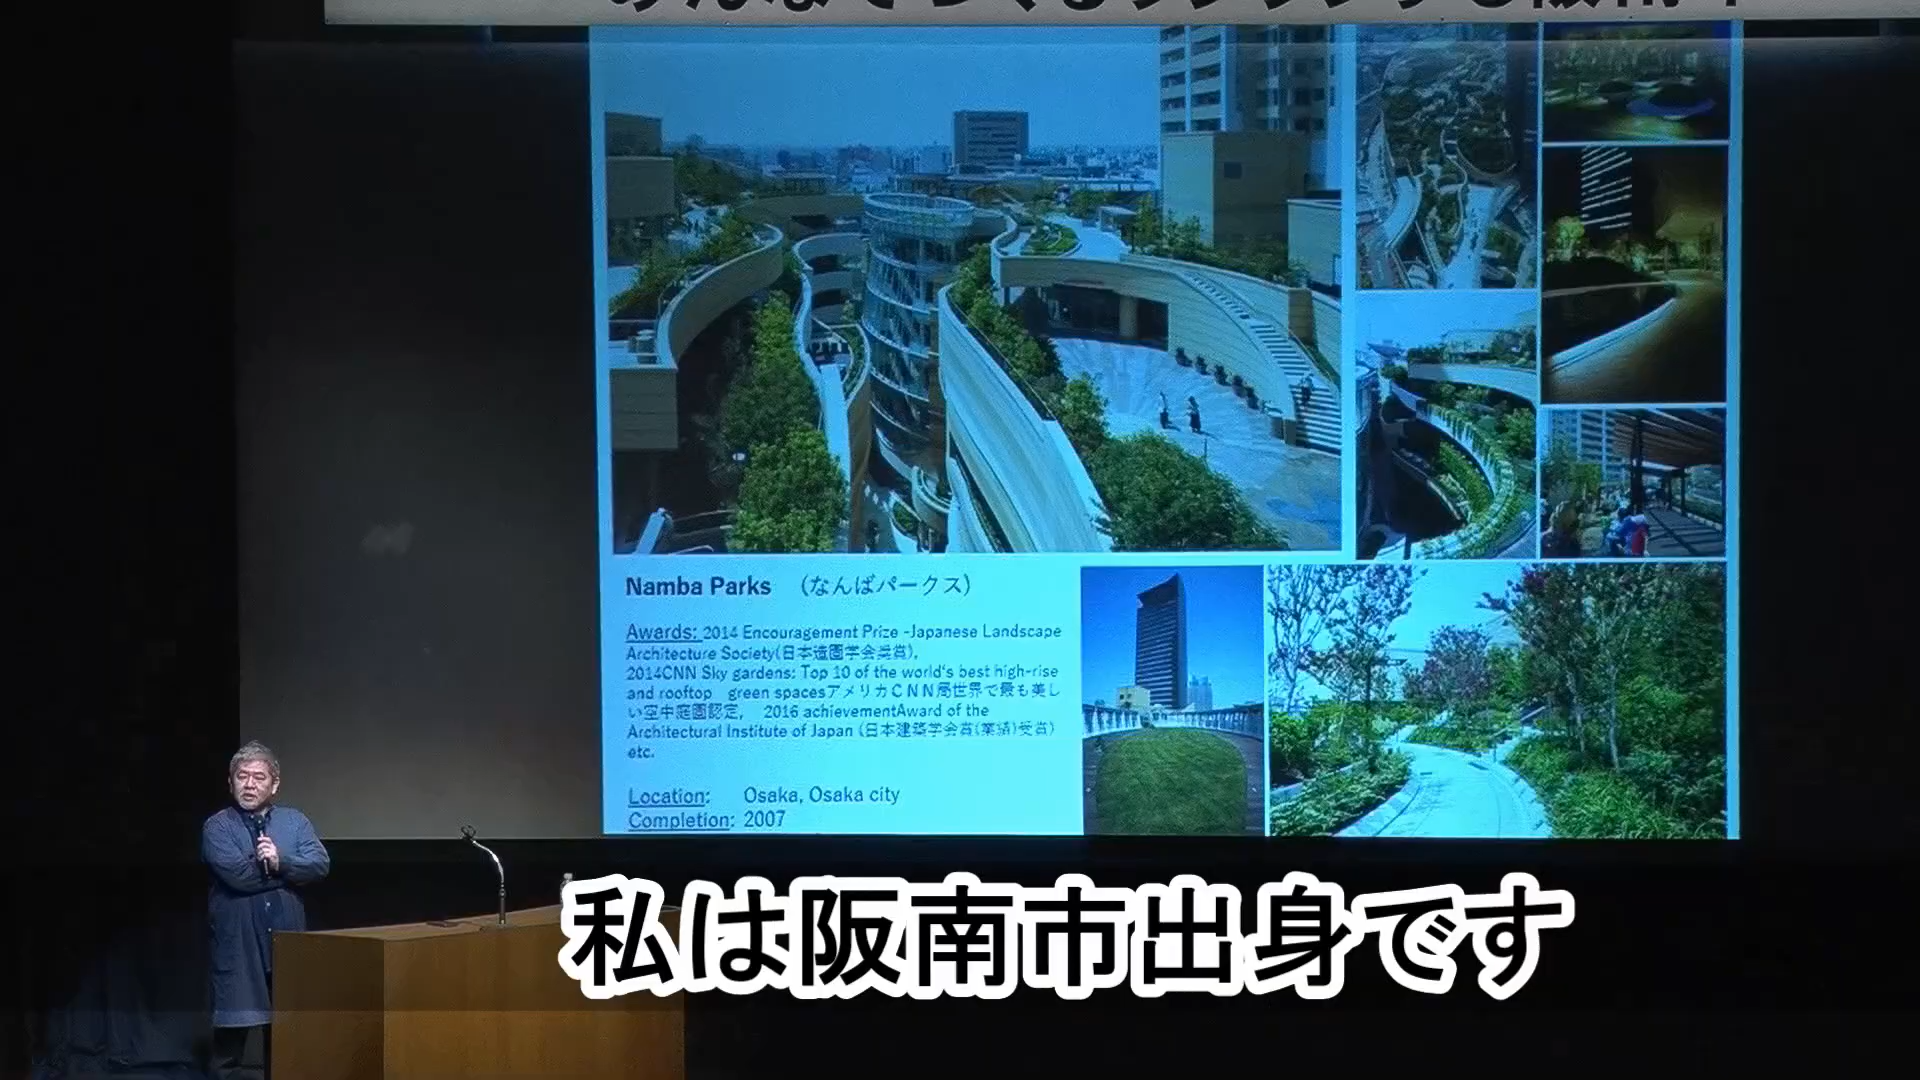 Namba Parks （なんばパークス）
Awards: 2014 Encouragement Prize -Japanese Landscape
Architecture Society(日本造園学会奨賞),
2014CNN Sky gardens: Top 10 of the world's best high-rise
and rooftop green spacesアメリカCNN局世界で最も美し
い空中庭園認定, 2016 achievementAward of the
Architectural Institute of Japan (日本建築学会賞(業績)受賞)
etc.
Location: Osaka, Osaka city
Completion: 2007
私は阪南市出身です